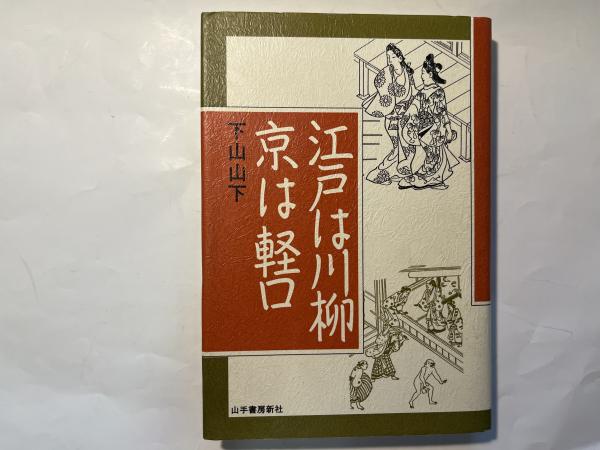 江戸は川柳
京は軽口
下山山下
山手書房新社